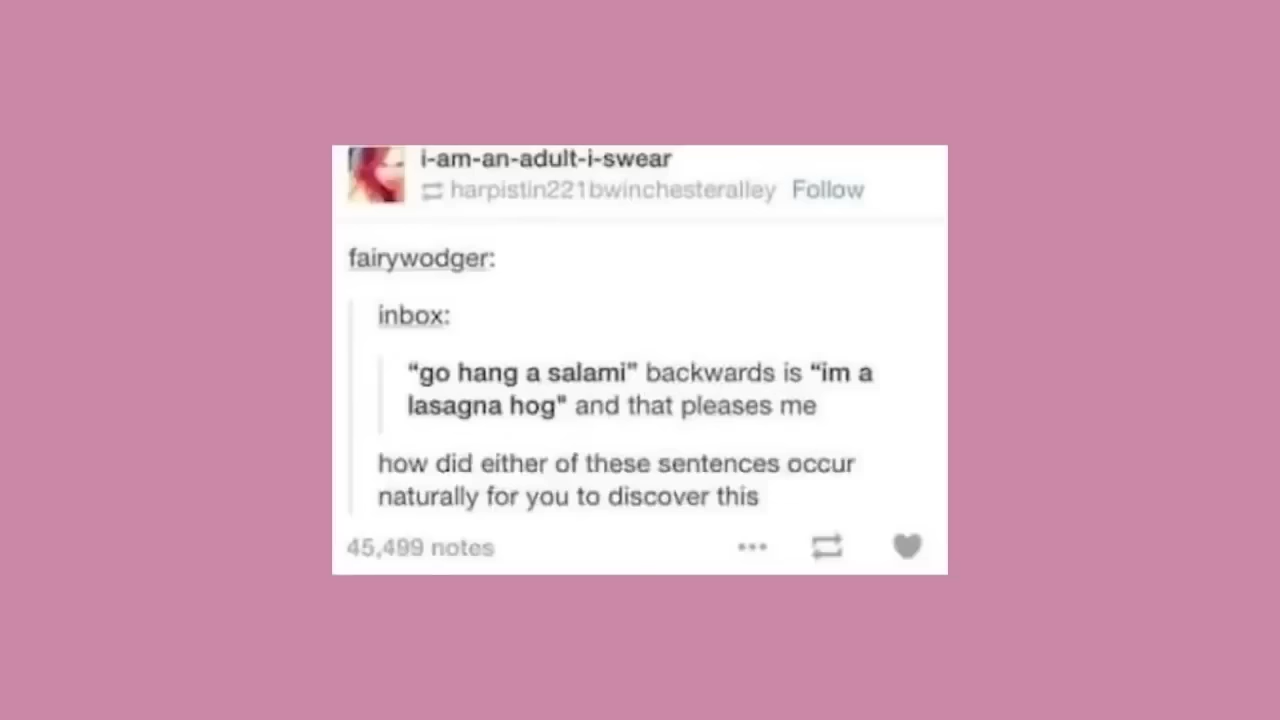 i-am-an-adult-i-swear
harpistin221bwinchesteralley Follow
fairywodger:
inbox:
“go hang a salami” backwards is “im a
lasagna hog" and that pleases me
how did either of these sentences occur
naturally for you to discover this
45,499 notes